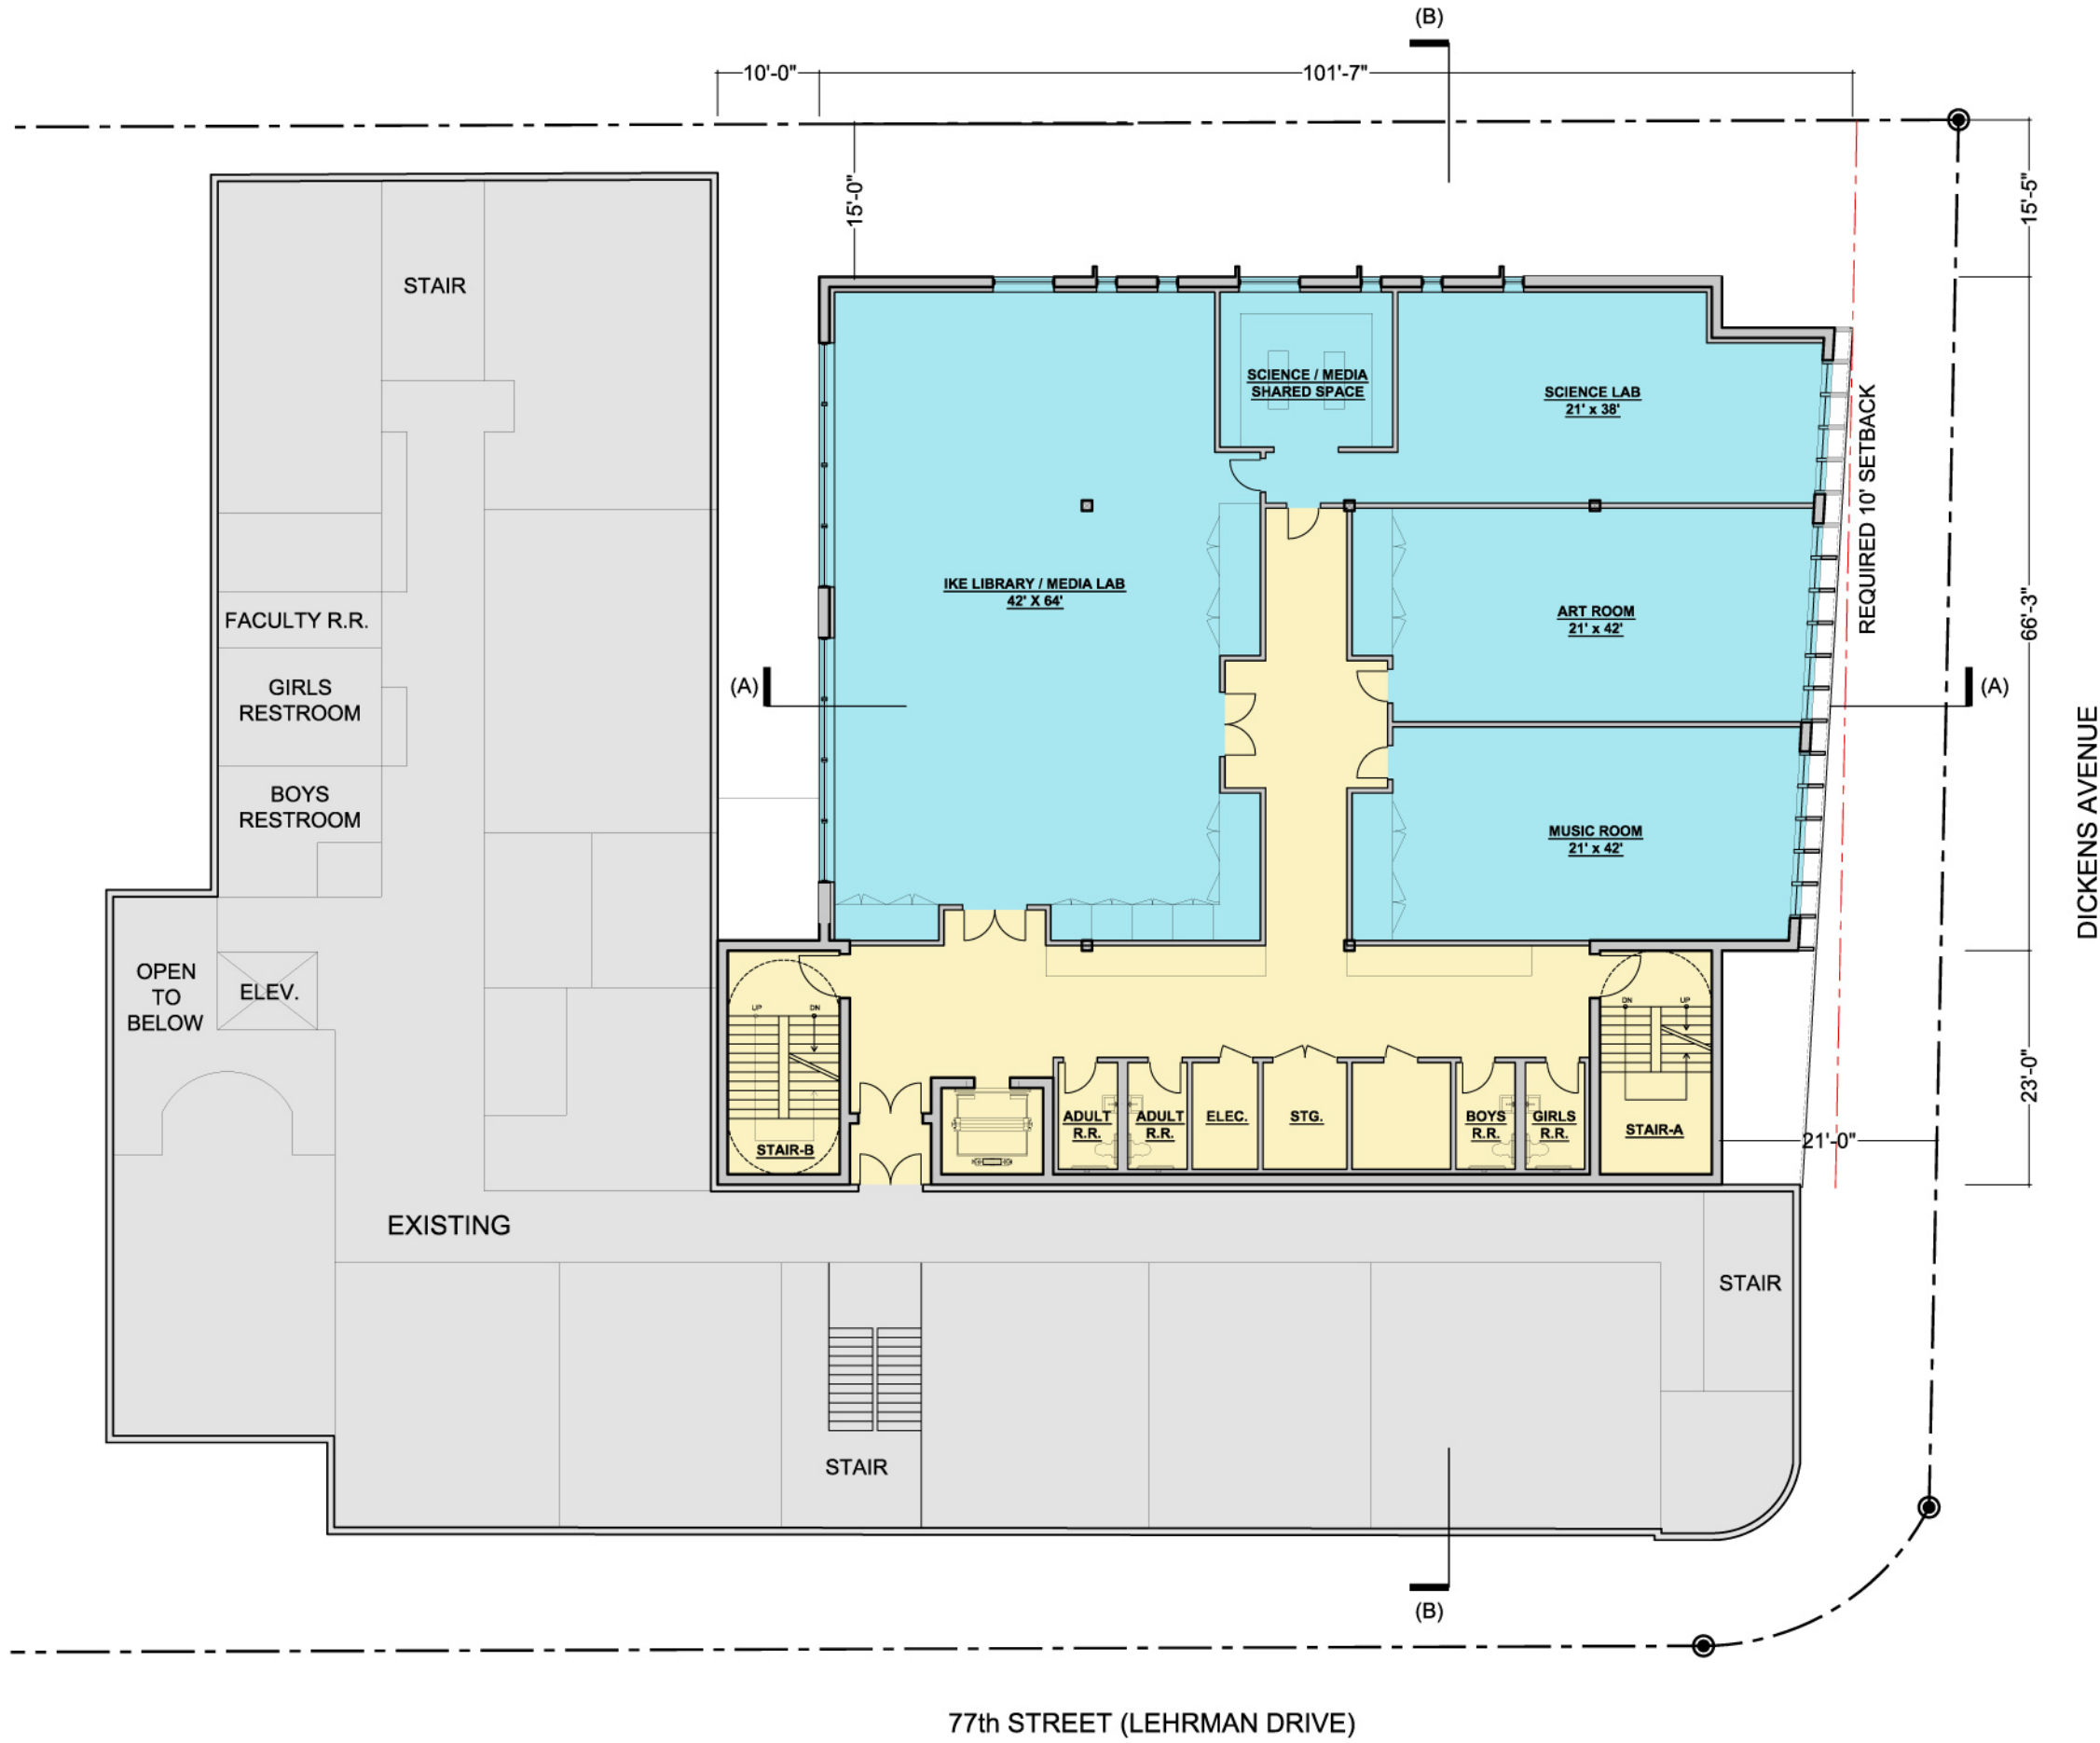 (B)
10'-0"
101'-7"
15'-0"
15'-5"
STAIR
SCIENCE / MEDIA
SHARED SPACE
SCIENCE LAB
21' x 38'
REQUIRED 10' SETBACK
IKE LIBRARY / MEDIA LAB
42' X 64'
ART ROOM
21' x 42'
66'-3"
FACULTY R.R.
GIRLS
RESTROOM
(A)
(A)
BOYS
RESTROOM
MUSIC ROOM
21' x 42'
DICKENS AVENUE
OPEN
TO
BELOW
ELEV.
UP
DN
DN
UP
23'-0"
ADULT
R.R.
ADULT
R.R.
ELEC.
STG.
BOYS
R.R.
GIRLS
R.R.
STAIR-B
STAIR-A
21'-0"
EXISTING
STAIR
STAIR
(B)
77th STREET (LEHRMAN DRIVE)